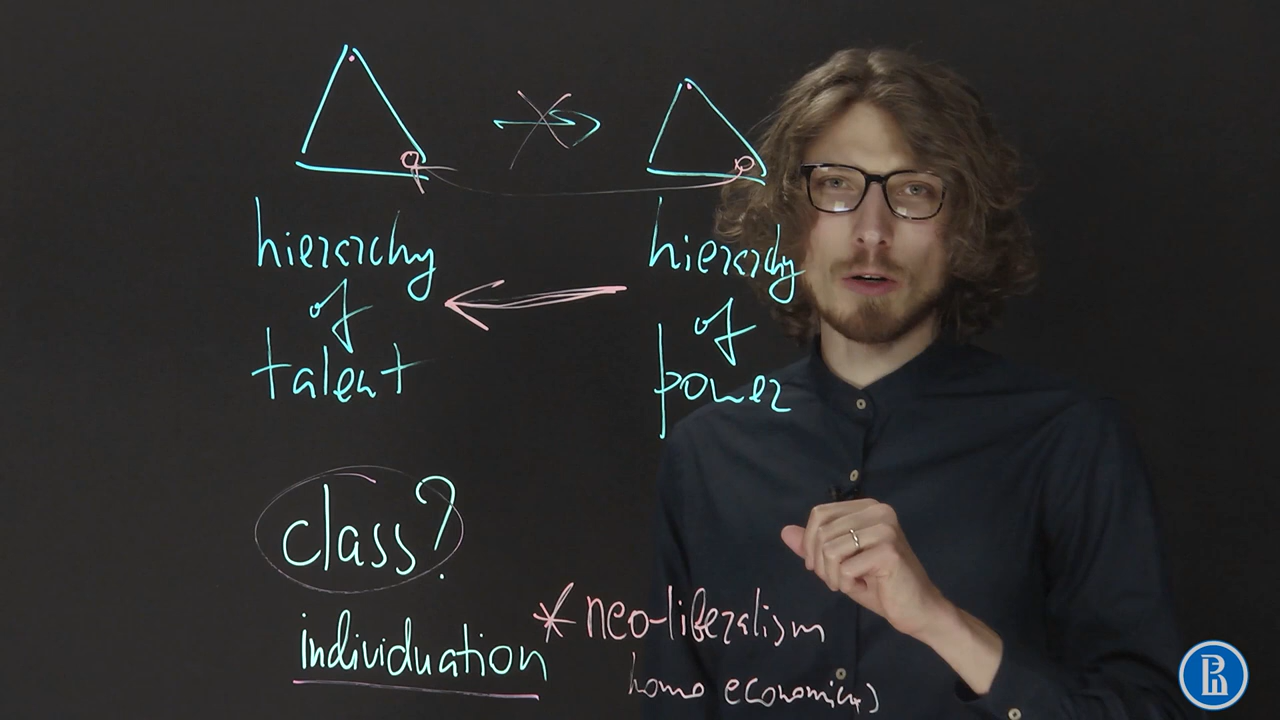 hierarchy
of
talent
hierarchy
of
power
class?
individuation
* neo-liberalism
homo economicus